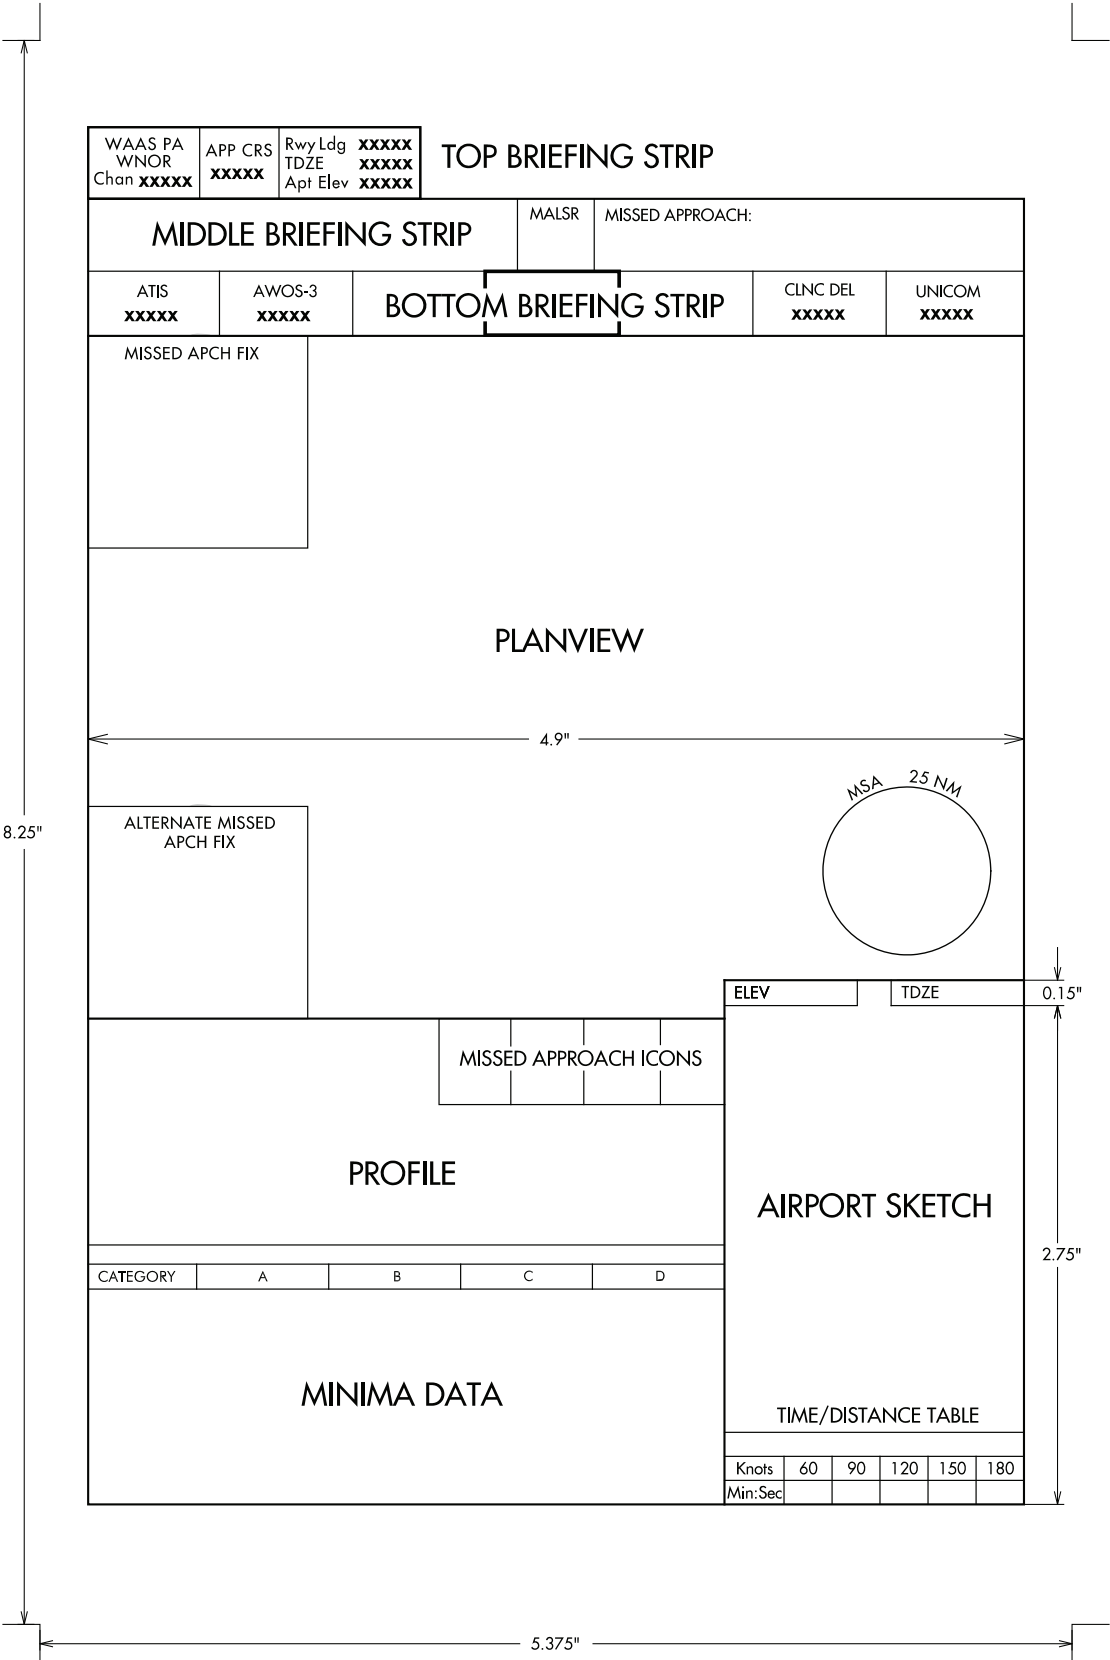 WAAS PA
WNOR
Chan xxxxx
APP CRS
xxxxx
Rwy Ldg xxxxx
TDZE xxxxx
Apt Elev xxxxx
TOP BRIEFING STRIP
MIDDLE BRIEFING STRIP
MALSR
MISSED APPROACH:
ATIS
xxxxx
AWOS-3
xxxxx
BOTTOM BRIEFING STRIP
CLNC DEL
xxxxx
UNICOM
xxxxx
MISSED APCH FIX
PLANVIEW
4.9"
8.25"
MSA 25 NM
ALTERNATE MISSED
APCH FIX
ELEV
TDZE
0.15"
MISSED APPROACH ICONS
PROFILE
AIRPORT SKETCH
2.75"
CATEGORY A B C D
MINIMA DATA
TIME/DISTANCE TABLE
Knots 60 90 120 150 180
Min:Sec
5.375"